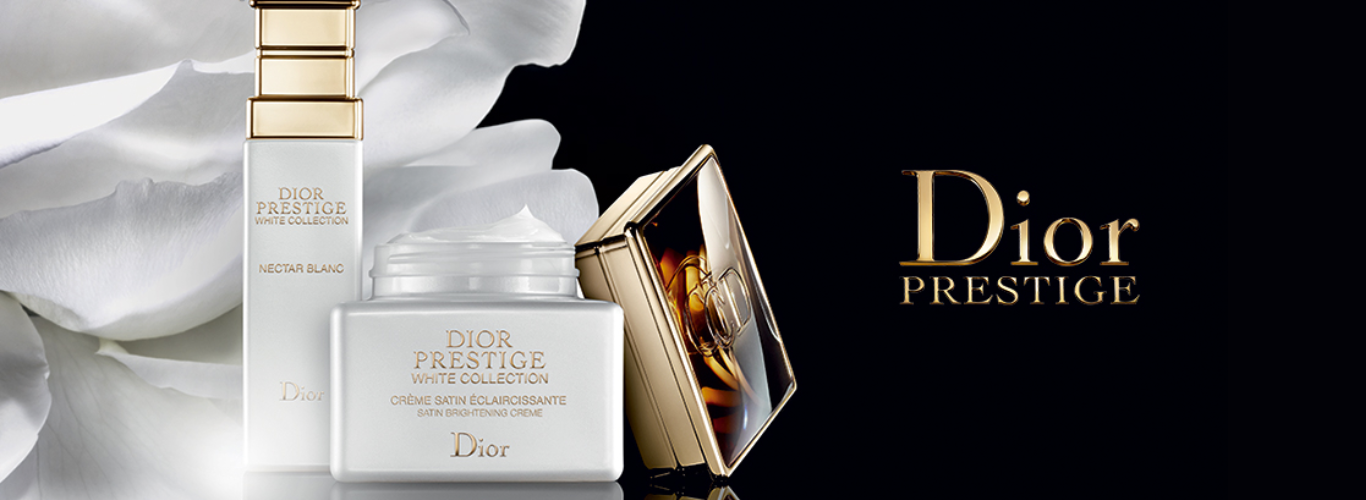 DIOR
PRESTIGE
WHITE COLLECTION
NECTAR BLANC
Dior
DIOR
PRESTIGE
WHITE COLLECTION
CRÈME SATIN ÉCLAIRCISSANTE
SATIN BRIGHTENING CREME
Dior
Dior
PRESTIGE